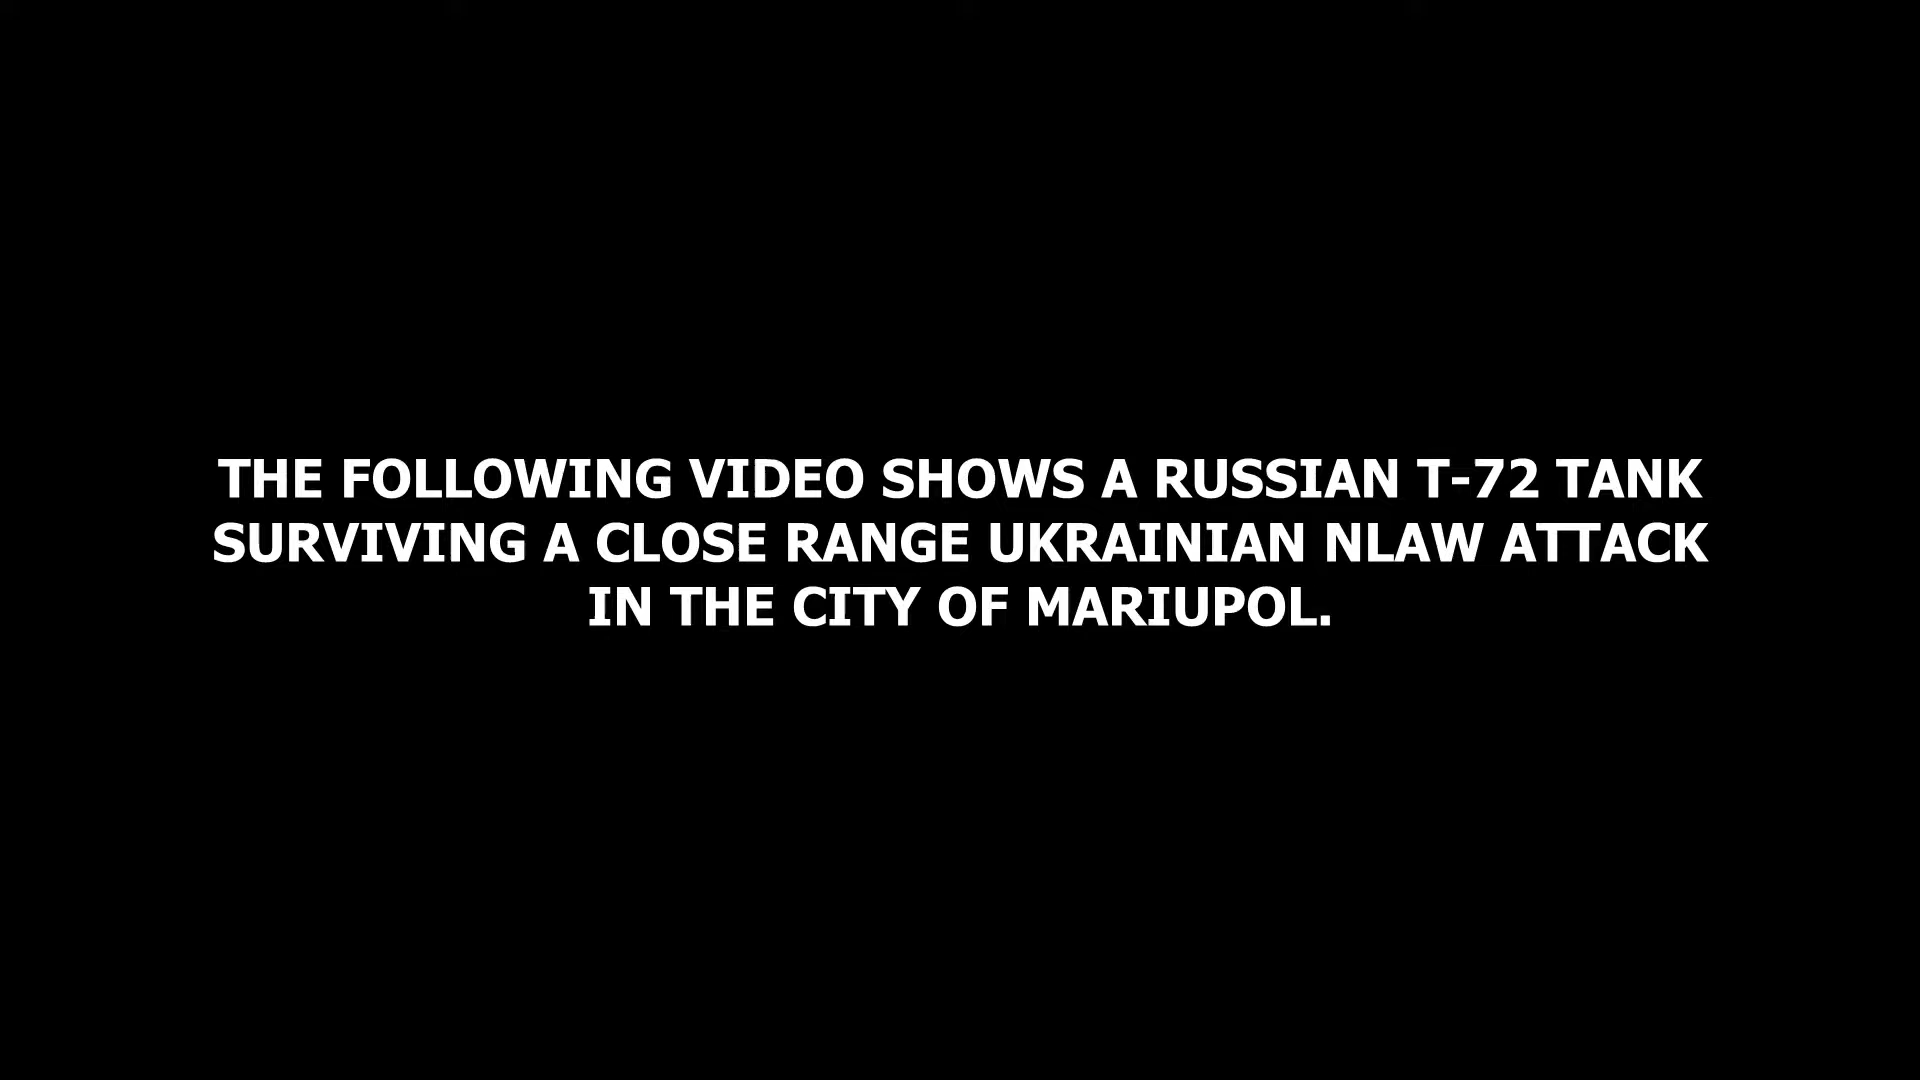 THE FOLLOWING VIDEO SHOWS A RUSSIAN T-72 TANK
SURVIVING A CLOSE RANGE UKRAINIAN NLAW ATTACK
IN THE CITY OF MARIUPOL.